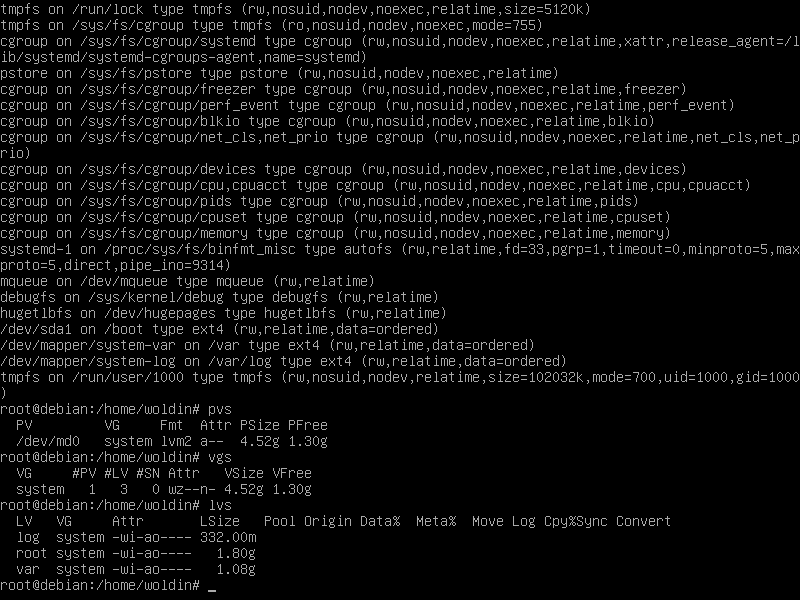 tmpfs on /run/lock type tmpfs (rw,nosuid,nodev,noexec,relatime,size=5120k)
tmpfs on /sys/fs/cgroup type tmpfs (ro,nosuid,nodev,noexec,mode=755)
cgroup on /sys/fs/cgroup/systemd type cgroup (rw,nosuid,nodev,noexec,relatime,xattr,release_agent=/l
ib/systemd/systemd-cgroups-agent,name=systemd)
pstore on /sys/fs/pstore type pstore (rw,nosuid,nodev,noexec,relatime)
cgroup on /sys/fs/cgroup/freezer type cgroup (rw,nosuid,nodev,noexec,relatime,freezer)
cgroup on /sys/fs/cgroup/perf_event type cgroup (rw,nosuid,nodev,noexec,relatime,perf_event)
cgroup on /sys/fs/cgroup/blkio type cgroup (rw,nosuid,nodev,noexec,relatime,blkio)
cgroup on /sys/fs/cgroup/net_cls,net_prio type cgroup (rw,nosuid,nodev,noexec,relatime,net_cls,net_p
rio)
cgroup on /sys/fs/cgroup/devices type cgroup (rw,nosuid,nodev,noexec,relatime,devices)
cgroup on /sys/fs/cgroup/cpu,cpuacct type cgroup (rw,nosuid,nodev,noexec,relatime,cpu,cpuacct)
cgroup on /sys/fs/cgroup/pids type cgroup (rw,nosuid,nodev,noexec,relatime,pids)
cgroup on /sys/fs/cgroup/cpuset type cgroup (rw,nosuid,nodev,noexec,relatime,cpuset)
cgroup on /sys/fs/cgroup/memory type cgroup (rw,nosuid,nodev,noexec,relatime,memory)
systemd-1 on /proc/sys/fs/binfmt_misc type autofs (rw,relatime,fd=33,pgrp=1,timeout=0,minproto=5,max
proto=5,direct,pipe_ino=9314)
mqueue on /dev/mqueue type mqueue (rw,relatime)
debugfs on /sys/kernel/debug type debugfs (rw,relatime)
hugetlbfs on /dev/hugepages type hugetlbfs (rw,relatime)
/dev/sda1 on /boot type ext4 (rw,relatime,data=ordered)
/dev/mapper/system-var on /var type ext4 (rw,relatime,data=ordered)
/dev/mapper/system-log on /var/log type ext4 (rw,relatime,data=ordered)
tmpfs on /run/user/1000 type tmpfs (rw,nosuid,nodev,relatime,size=102032k,mode=700,uid=1000,gid=1000
)
root@debian:/home/woldin# pvs
  PV         VG     Fmt  Attr PSize PFree
  /dev/md0   system lvm2 a--  4.52g 1.30g
root@debian:/home/woldin# vgs
  VG     #PV #LV #SN Attr   VSize VFree
  system   1   3   0 wz--n- 4.52g 1.30g
root@debian:/home/woldin# lvs
  LV   VG     Attr       LSize   Pool Origin Data%  Meta%  Move Log Cpy%Sync Convert
  log  system -wi-ao---- 332.00m
  root system -wi-ao----   1.80g
  var  system -wi-ao----   1.08g
root@debian:/home/woldin# _